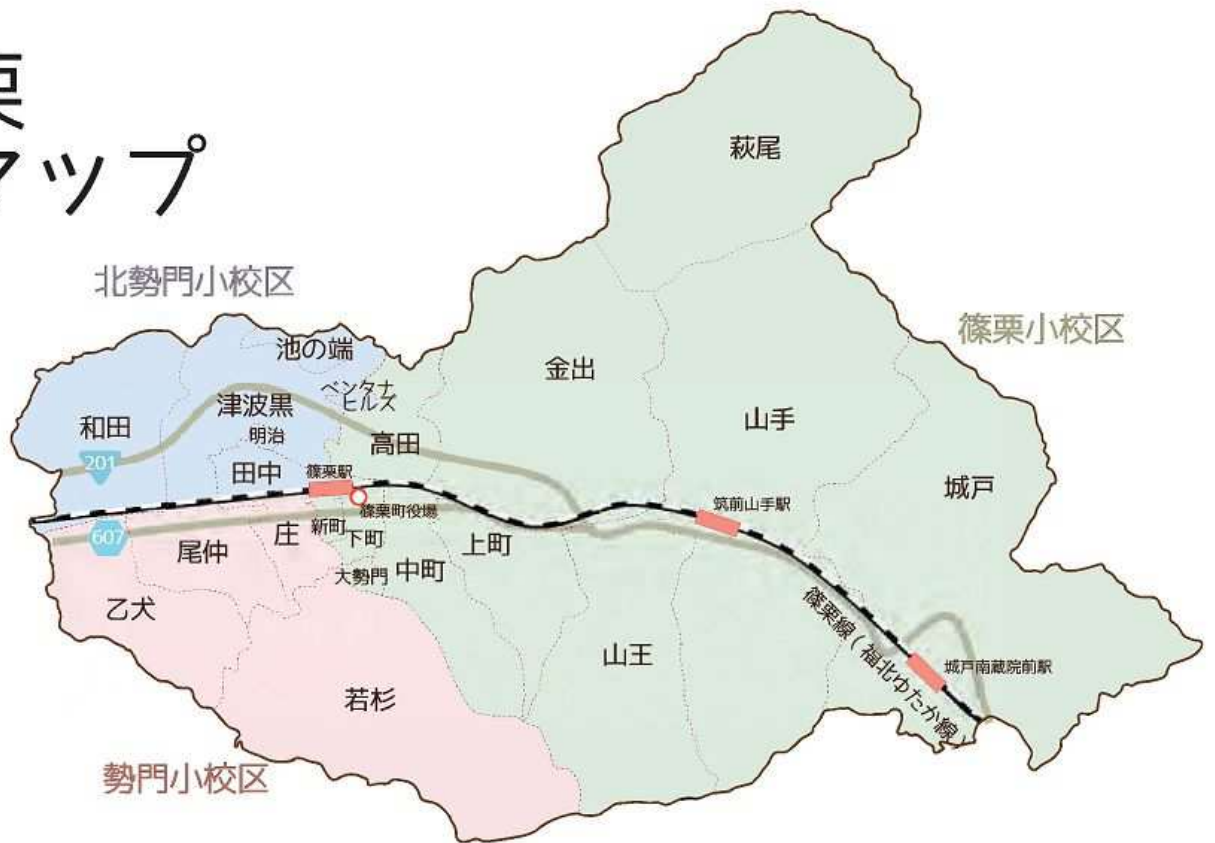 栗
マップ
萩尾
北勢門小校区
篠栗小校区
池の端
金出
ベンタナ
ヒルズ
和田
津波黒
明治
高田
山手
201
田中
篠栗駅
城戸
篠栗町役場
筑前山手駅
607
尾仲
庄
新町
下町
上町
大勢門
中町
乙犬
山王
篠栗線(福北ゆたか線)
城戸南蔵院前駅
若杉
勢門小校区